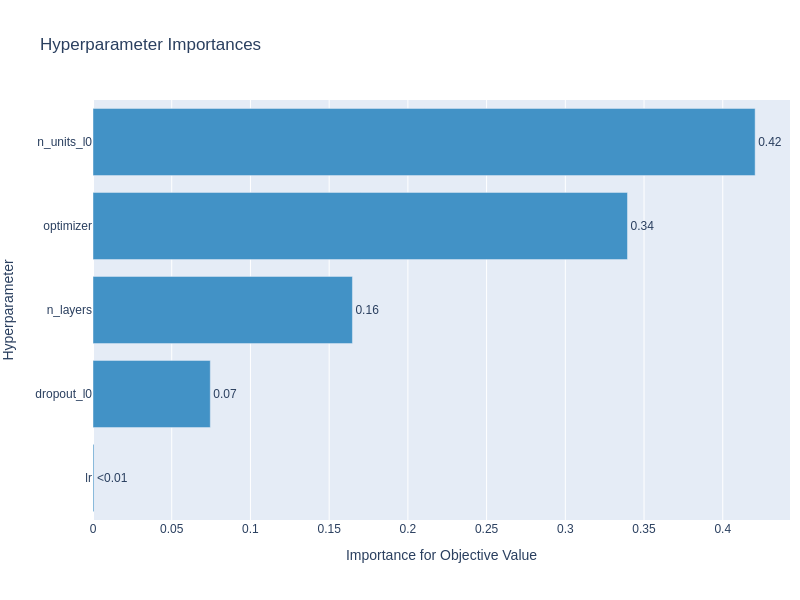 Hyperparameter Importances
n_units_l0
0.42
optimizer
0.34
n_layers
0.16
dropout_l0
0.07
lr
<0.01
0
0.05
0.1
0.15
0.2
0.25
0.3
0.35
0.4
Importance for Objective Value
Hyperparameter